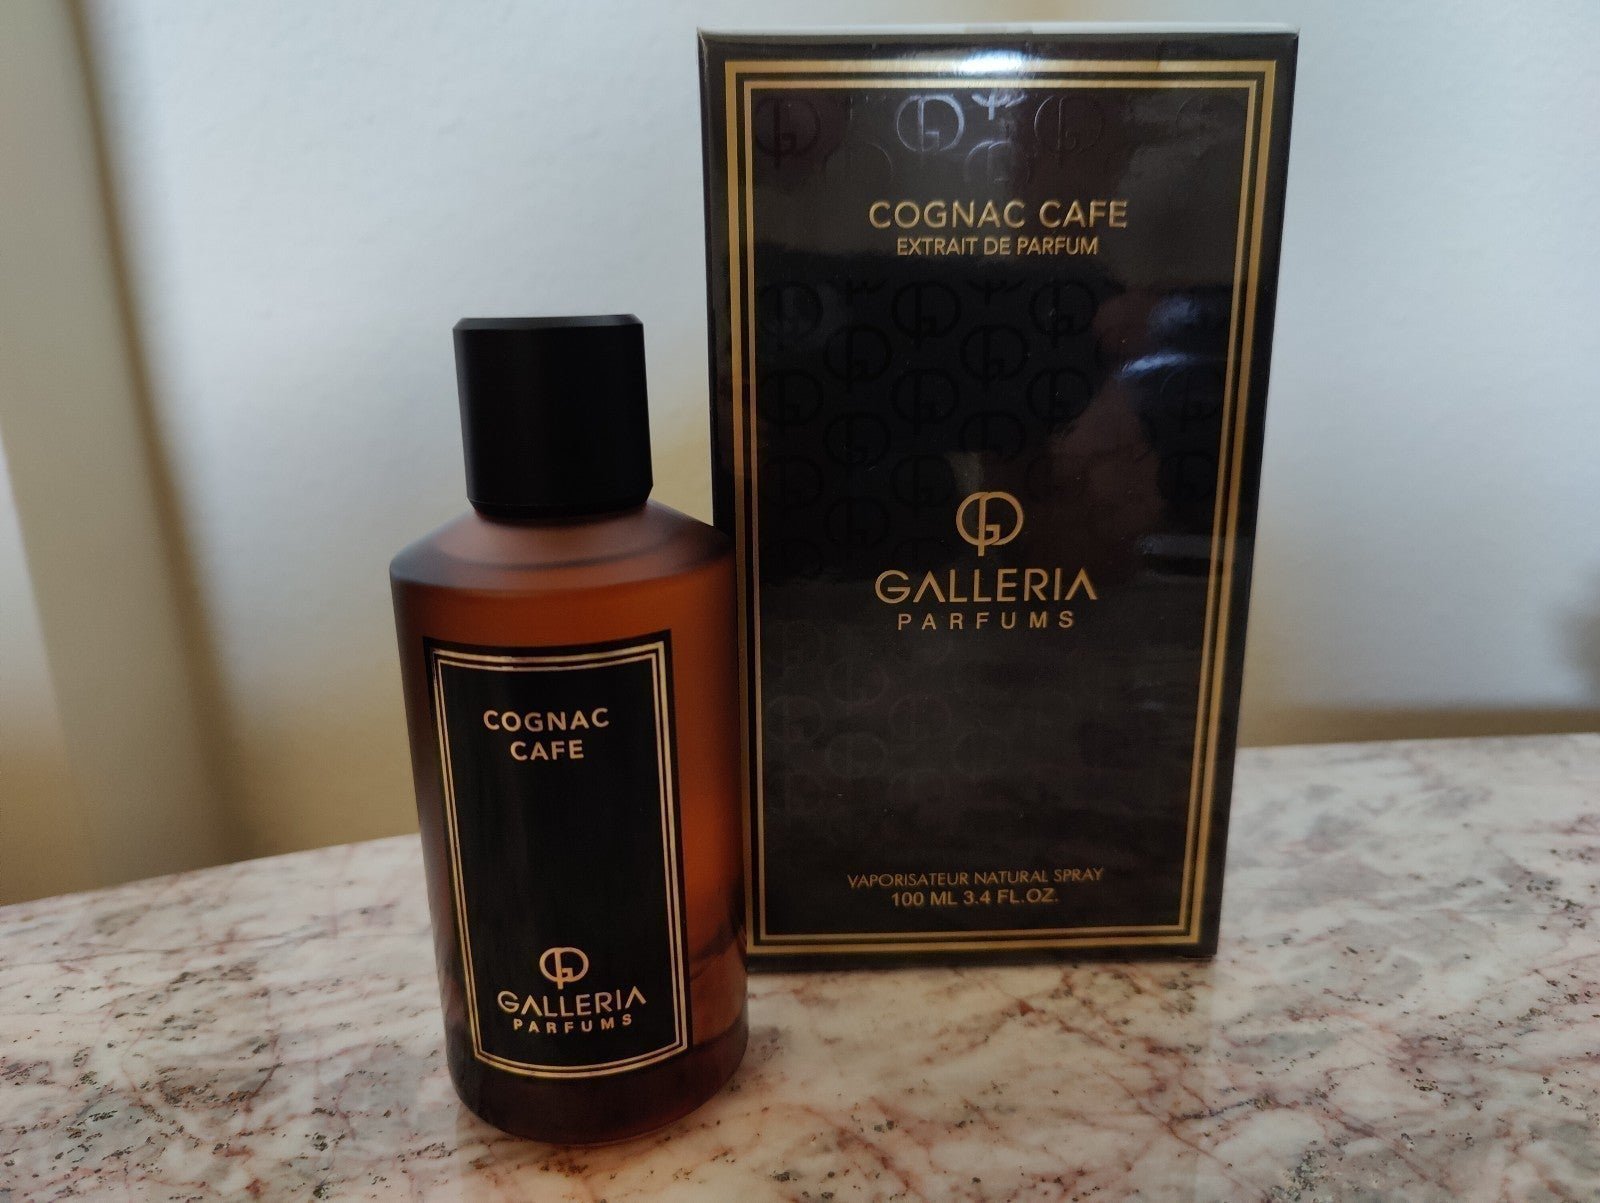 COGNAC CAFE
EXTRAIT DE PARFUM
GALLERIA
PARFUMS
VAPORISATEUR NATURAL SPRAY
100 ML 3.4 FL.OZ.
COGNAC
CAFE
GALLERIA
PARFUMS